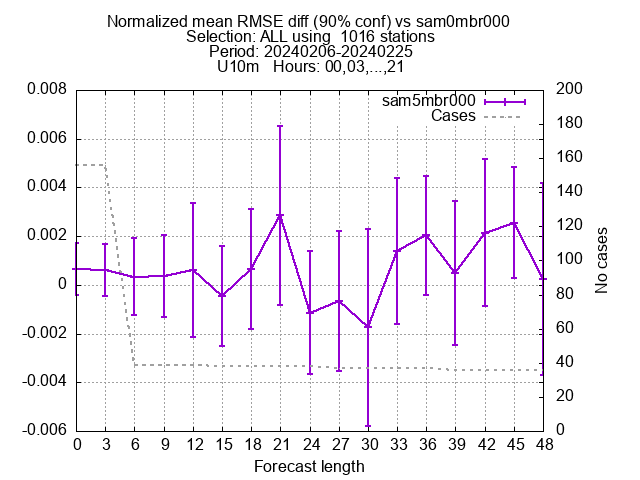 Normalized mean RMSE diff (90% conf) vs sam0mbr000
Selection: ALL using  1016 stations
Period: 20240206-20240225
U10m   Hours: 00,03,...,21
sam5mbr000
Cases
0.008
0.006
0.004
0.002
0
-0.002
-0.004
-0.006
200
180
160
140
120
100
80
60
40
20
0
No cases
0 3 6 9 12 15 18 21 24 27 30 33 36 39 42 45 48
Forecast length